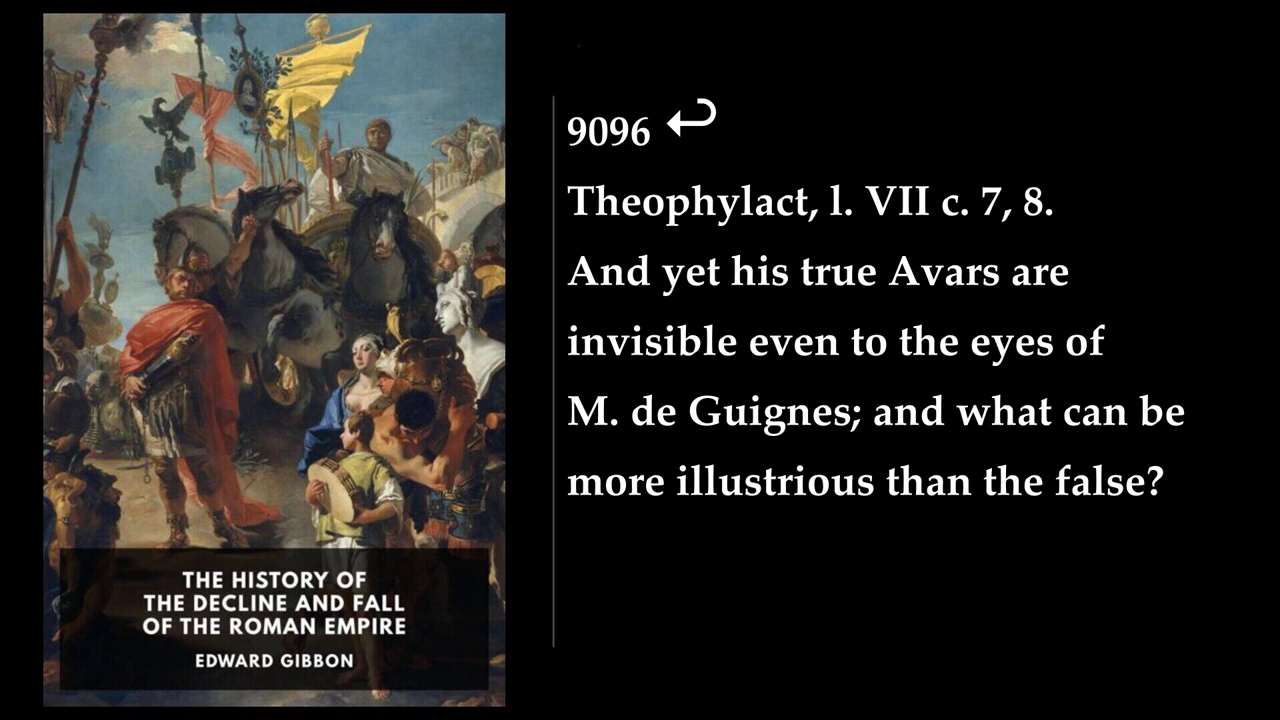 THE HISTORY OF
THE DECLINE AND FALL
OF THE ROMAN EMPIRE
EDWARD GIBBON
9096 ↩
Theophylact, l. VII c. 7, 8.
And yet his true Avars are
invisible even to the eyes of
M. de Guignes; and what can be
more illustrious than the false?